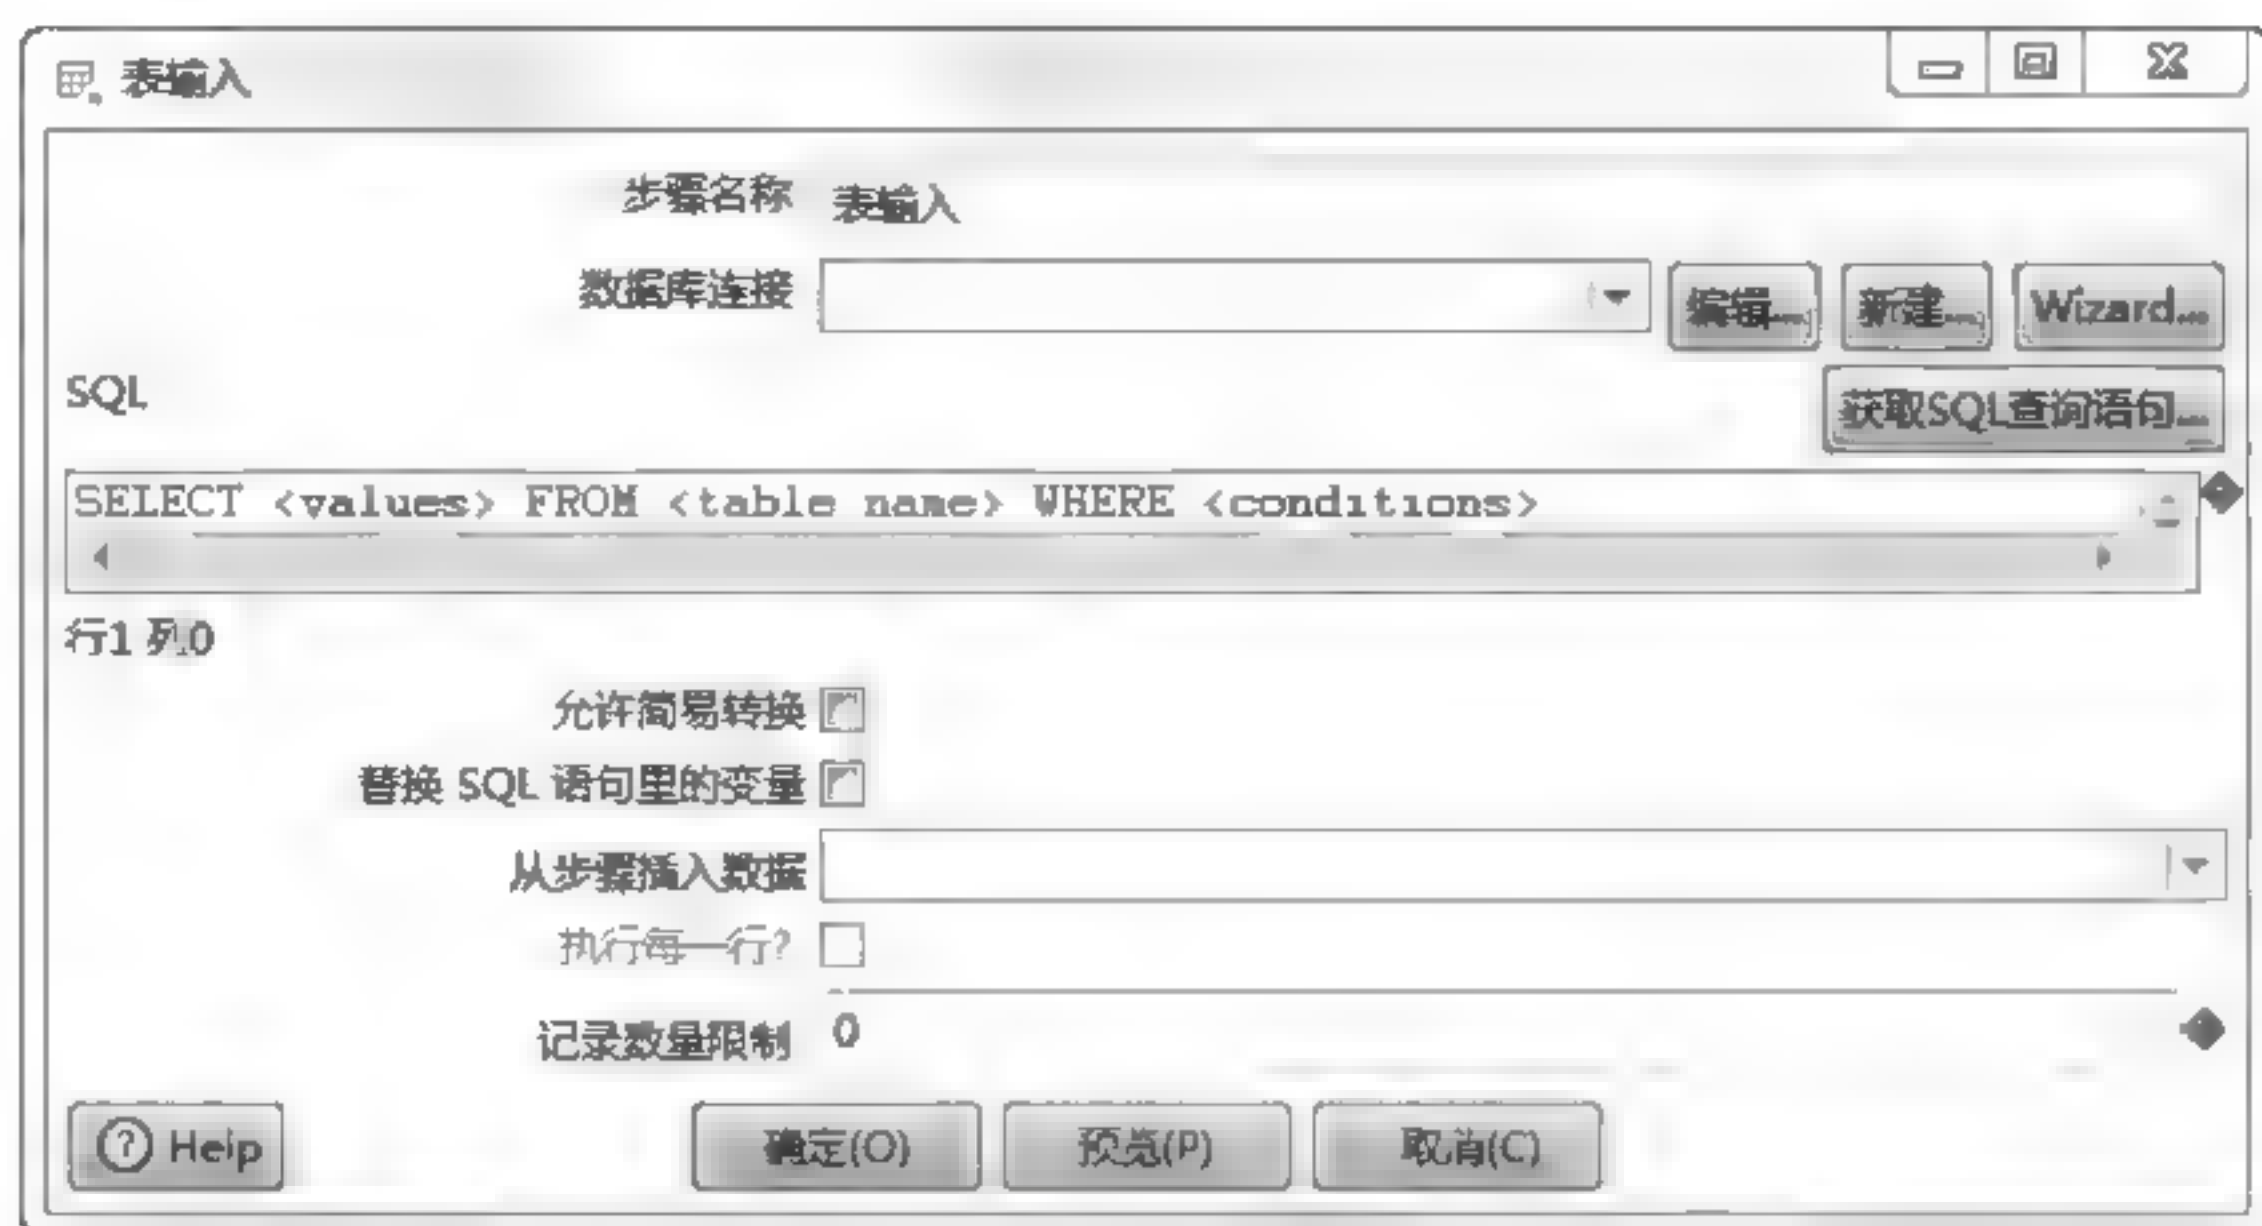 表输入
步骤名称 表输入
数据库连接 编辑... 新建... Wizard...
SQL 获取SQL查询语句...
SELECT <values> FROM <table name> WHERE <conditions>
行1 列0
允许简易转换
替换 SQL 语句里的变量
从步骤插入数据
执行每一行?
记录数量限制 0
Help 确定(O) 预览(P) 取消(C)